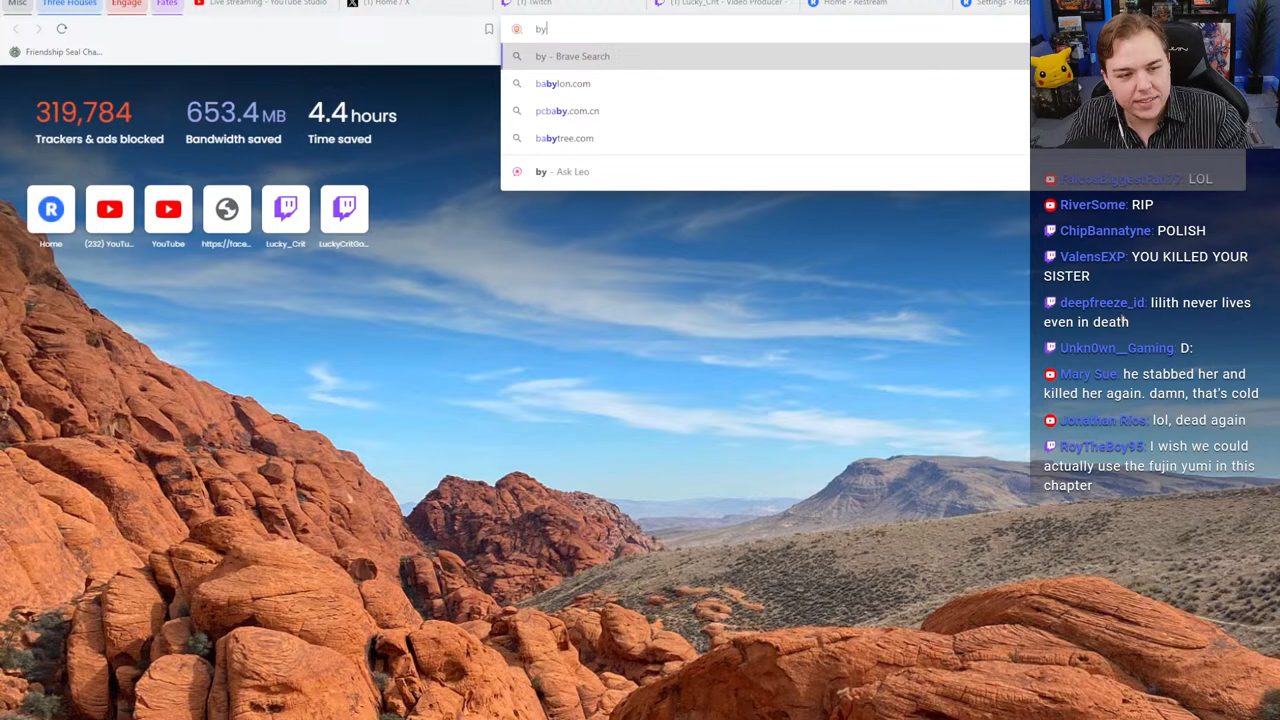 Misc
Three Houses
Engage
Fates
Live streaming - YouTube Studio
(1) Home / X
(1) Twitch
(1) Lucky_Crit - Video Producer -
Home - Restream
Settings - Rest
by
Friendship Seal Cha...
by - Brave Search
babylon.com
pcbaby.com.cn
babytree.com
by - Ask Leo
319,784
Trackers & ads blocked
653.4 MB
Bandwidth saved
4.4 hours
Time saved
Home
(232) YouTu...
YouTube
https://face...
Lucky_Crit
LuckyCritGa...
FalcosBiggestFan77: LOL
RiverSome: RIP
ChipBannatyne: POLISH
ValensEXP: YOU KILLED YOUR
SISTER
deepfreeze_id: lilith never lives
even in death
Unkn0wn__Gaming: D:
Mary Sue: he stabbed her and
killed her again. damn, that's cold
Jonathan Rios: lol, dead again
RoyTheBoy95: I wish we could
actually use the fujin yumi in this
chapter